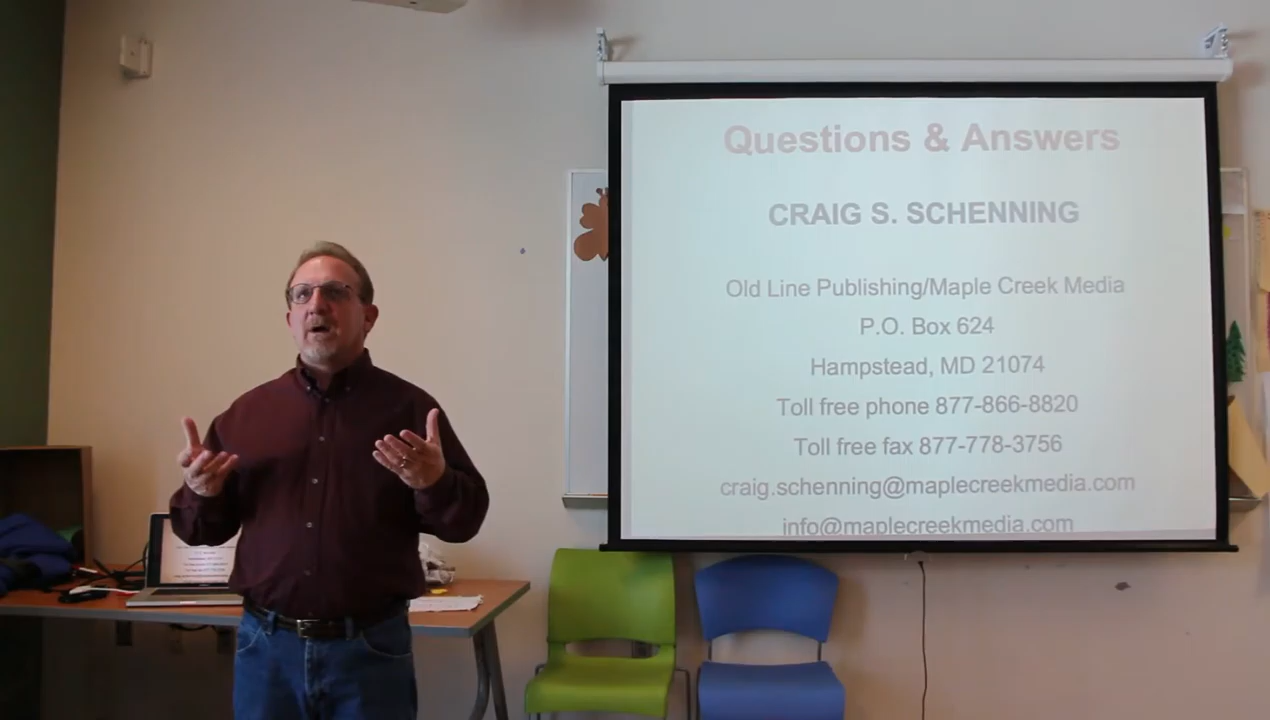 Questions & Answers
CRAIG S. SCHENNING
Old Line Publishing/Maple Creek Media
P.O. Box 624
Hampstead, MD 21074
Toll free phone 877-866-8820
Toll free fax 877-778-3756
craig.schenning@maplecreekmedia.com
info@maplecreekmedia.com